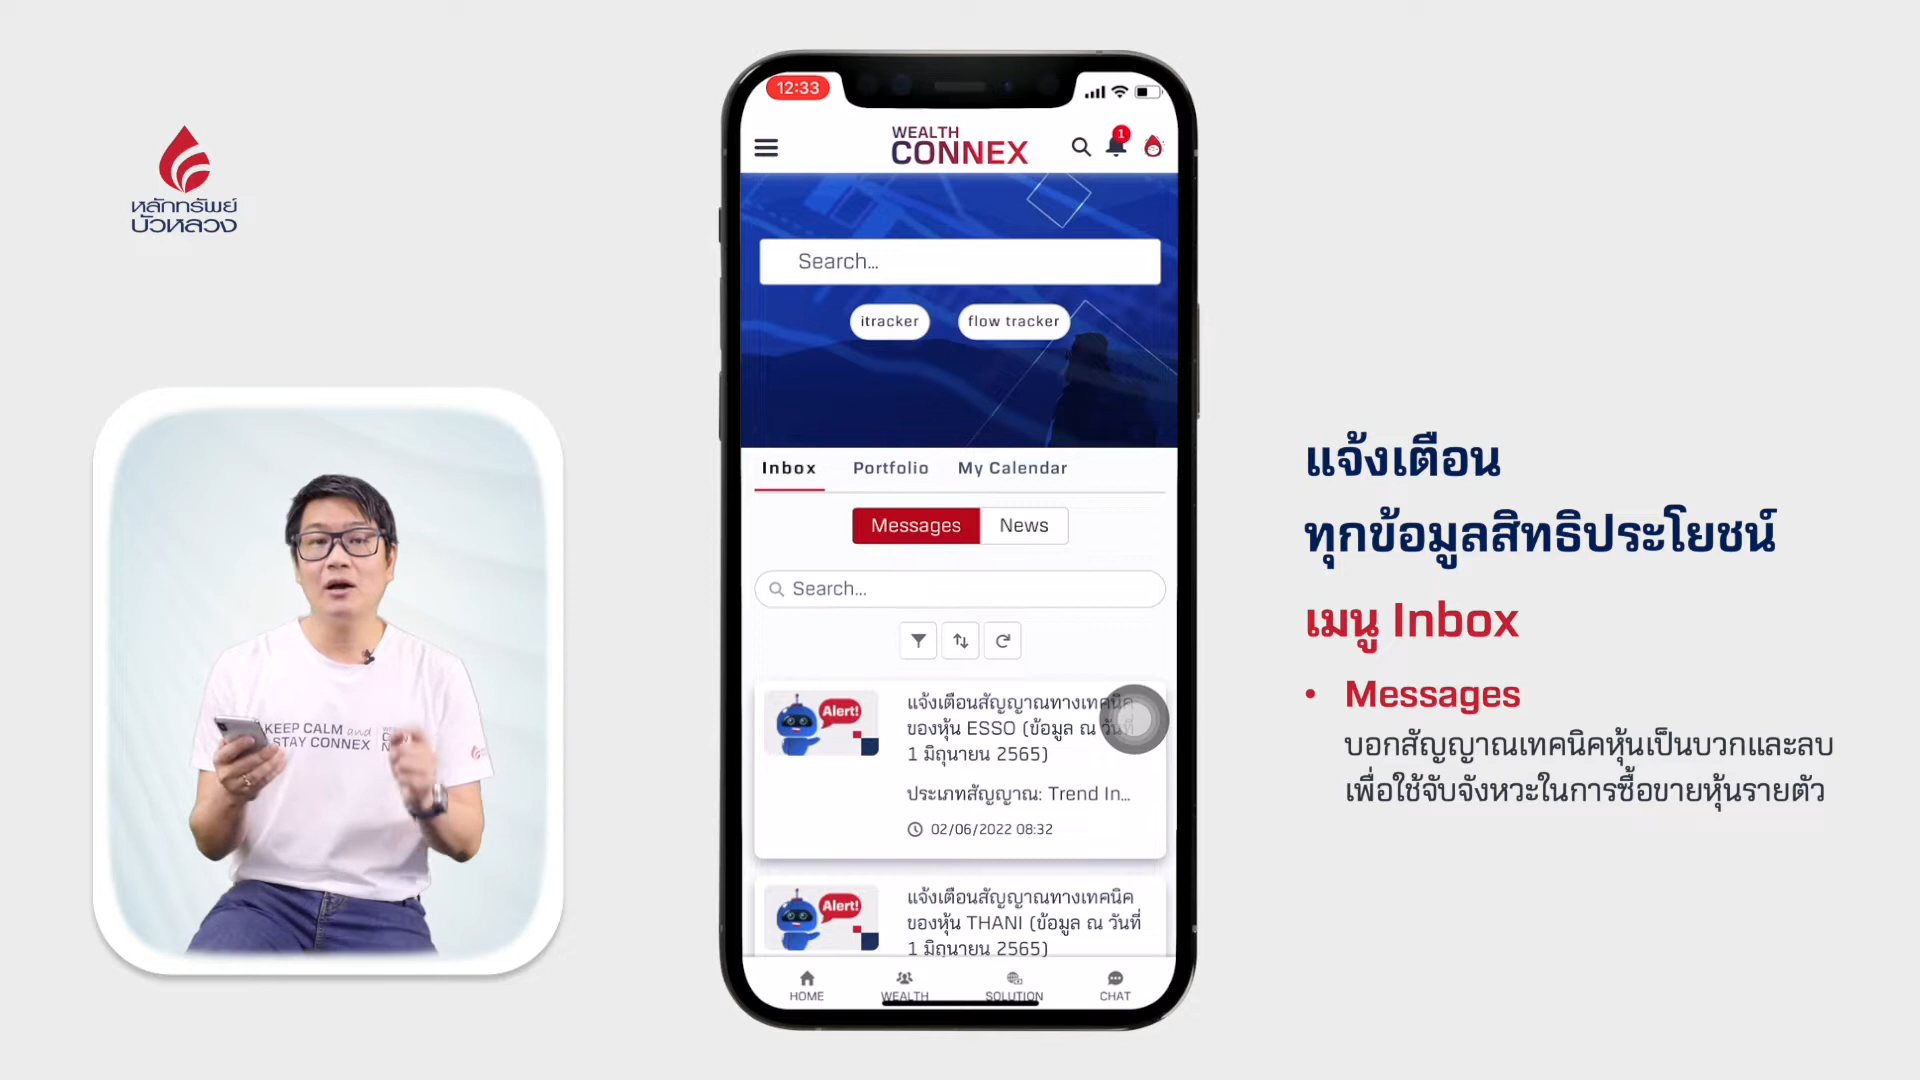 หลักทรัพย์
บัวหลวง
KEEP CALM and
STAY CONNEX
12:33
WEALTH
CONNEX
1
Search...
itracker
flow tracker
Inbox
Portfolio
My Calendar
Messages
News
Search...
Alert!
แจ้งเตือนสัญญาณทางเทคนิค
ของหุ้น ESSO (ข้อมูล ณ วันที่
1 มิถุนายน 2565)
ประเภทสัญญาณ: Trend In...
02/06/2022 08:32
Alert!
แจ้งเตือนสัญญาณทางเทคนิค
ของหุ้น THANI (ข้อมูล ณ วันที่
1 มิถุนายน 2565)
HOME
WEALTH
SOLUTION
CHAT
แจ้งเตือน
ทุกข้อมูลสิทธิประโยชน์
เมนู Inbox
• Messages
บอกสัญญาณเทคนิคหุ้นเป็นบวกและลบ
เพื่อใช้จับจังหวะในการซื้อขายหุ้นรายตัว